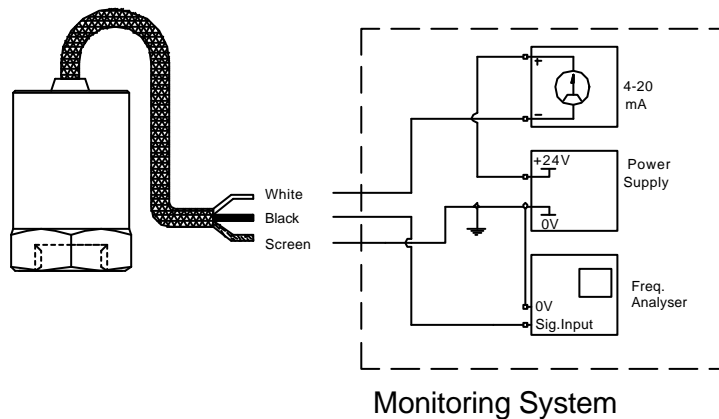 White
Black
Screen
+
−
4-20
mA
+24V
0V
Power
Supply
0V
Sig.Input
Freq.
Analyser
Monitoring System